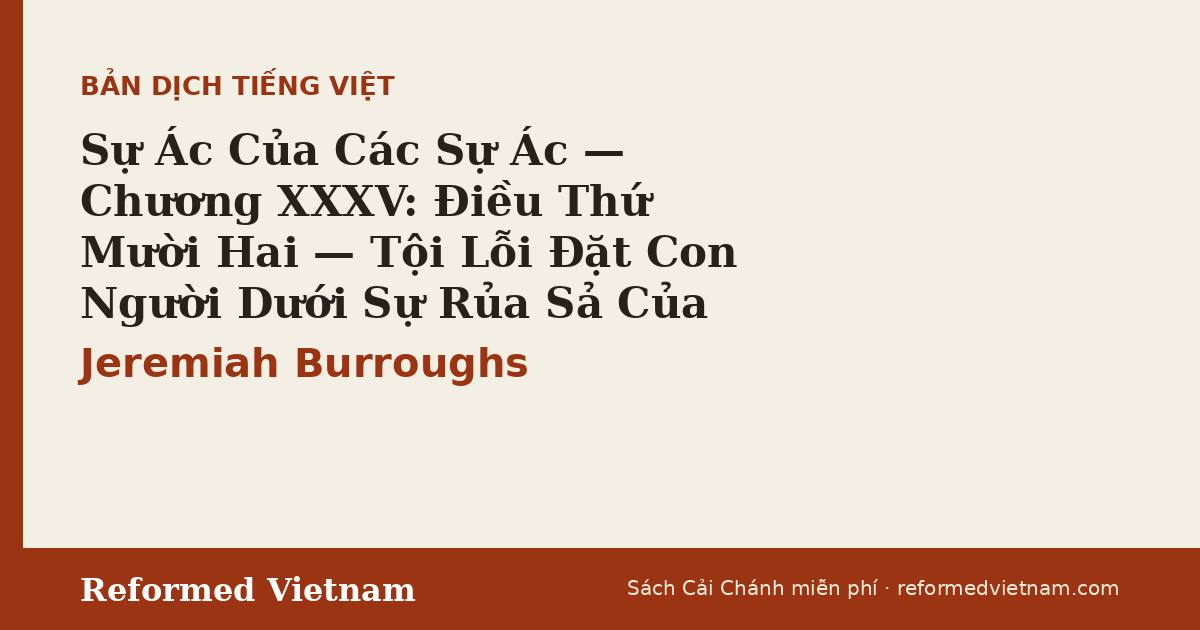 BẢN DỊCH TIẾNG VIỆT
Sự Ác Của Các Sự Ác —
Chương XXXV: Điều Thứ
Mười Hai — Tội Lỗi Đặt Con
Người Dưới Sự Rủa Sả Của
Jeremiah Burroughs
Reformed Vietnam
Sách Cải Chánh miễn phí · reformedvietnam.com